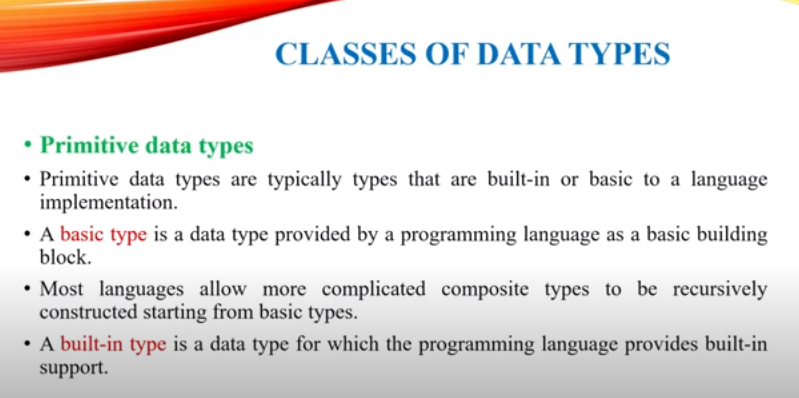 CLASSES OF DATA TYPES
• Primitive data types
• Primitive data types are typically types that are built-in or basic to a language
implementation.
• A basic type is a data type provided by a programming language as a basic building
block.
• Most languages allow more complicated composite types to be recursively
constructed starting from basic types.
• A built-in type is a data type for which the programming language provides built-in
support.